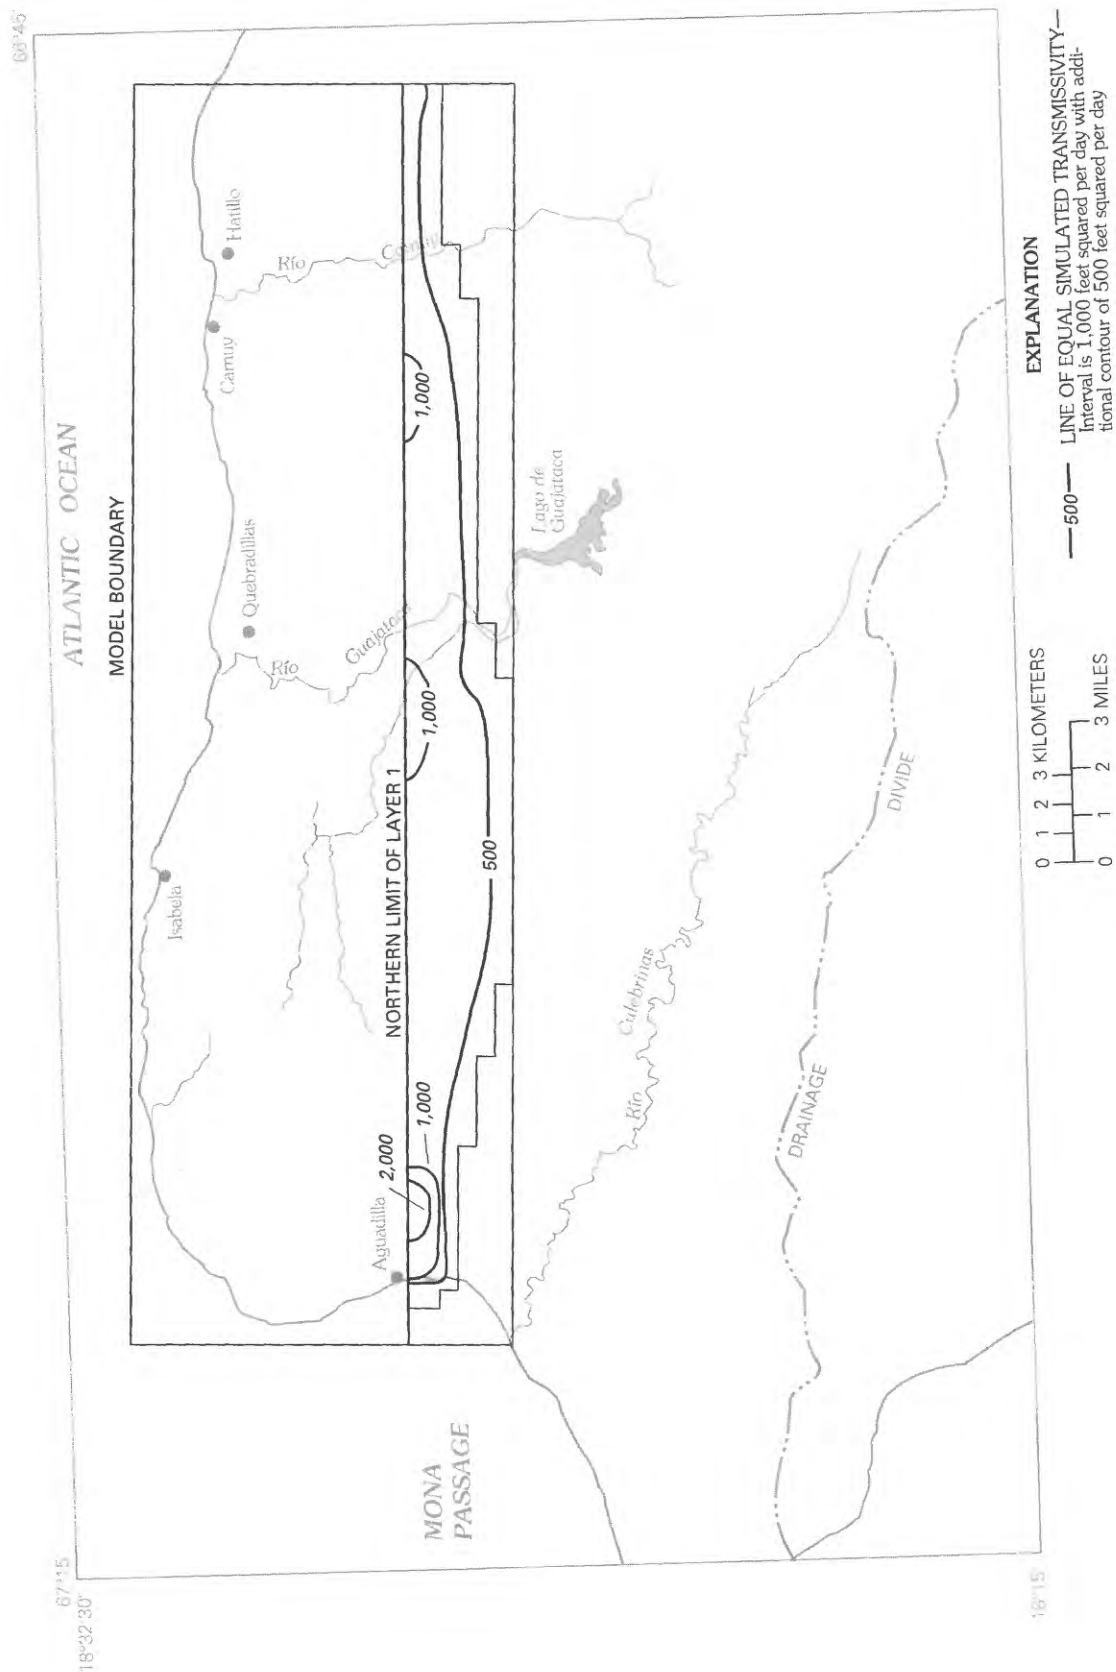 67°15'
66°45'
18°32'30"
ATLANTIC OCEAN
MODEL BOUNDARY
Isabela
Quebradillas
Camuy
Hatillo
Río
Guajataca
Río
Camuy
Aguadilla
2,000
1,000
NORTHERN LIMIT OF LAYER 1
1,000
1,000
500
MONA
PASSAGE
Lago de
Guajataca
Río
Culebrinas
DRAINAGE
DIVIDE
18°15'
0 1 2 3 KILOMETERS
0 1 2 3 MILES
EXPLANATION
—500— LINE OF EQUAL SIMULATED TRANSMISSIVITY—
Interval is 1,000 feet squared per day with addi-
tional contour of 500 feet squared per day